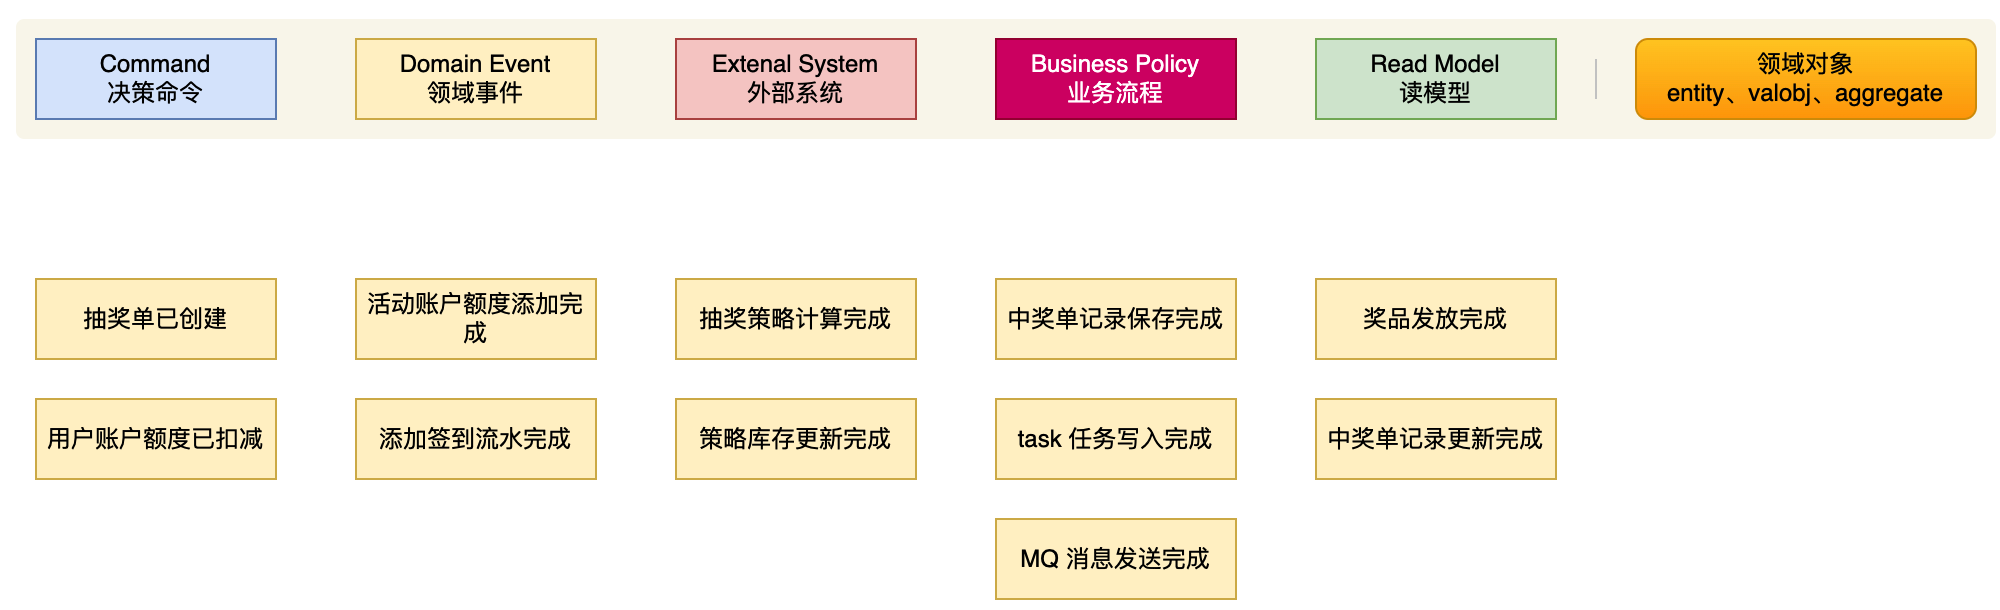 Command
决策命令
Domain Event
领域事件
Extenal System
外部系统
Business Policy
业务流程
Read Model
读模型
领域对象
entity、valobj、aggregate
抽奖单已创建
活动账户额度添加完
成
抽奖策略计算完成
中奖单记录保存完成
奖品发放完成
用户账户额度已扣减
添加签到流水完成
策略库存更新完成
task 任务写入完成
中奖单记录更新完成
MQ 消息发送完成